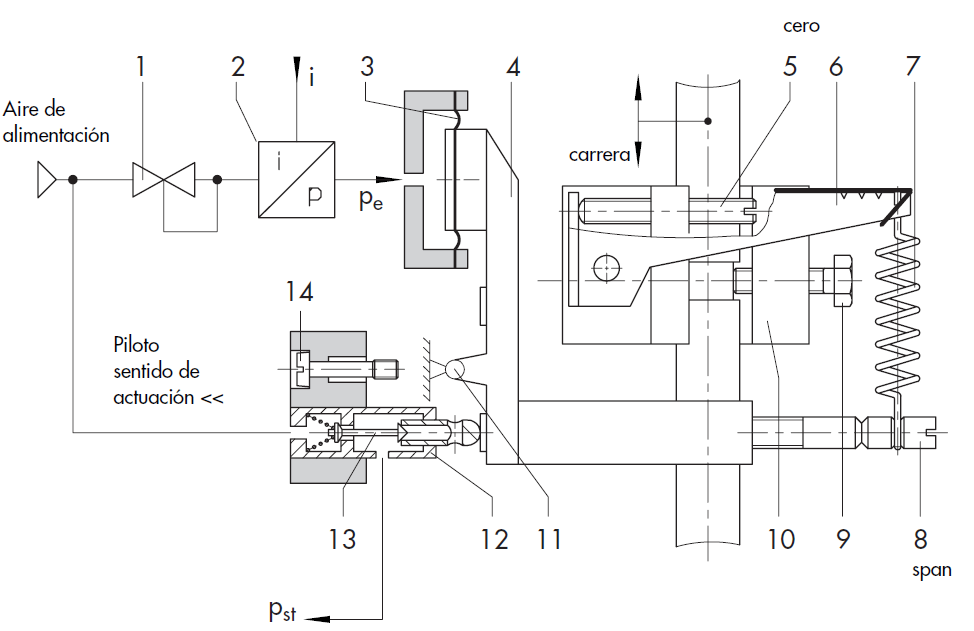 cero
1 2 i 3 4 5 6 7
Aire de
alimentación
i
p
carrera
pe
14
Piloto
sentido de
actuación <<
13 12 11 10 9 8
span
pst